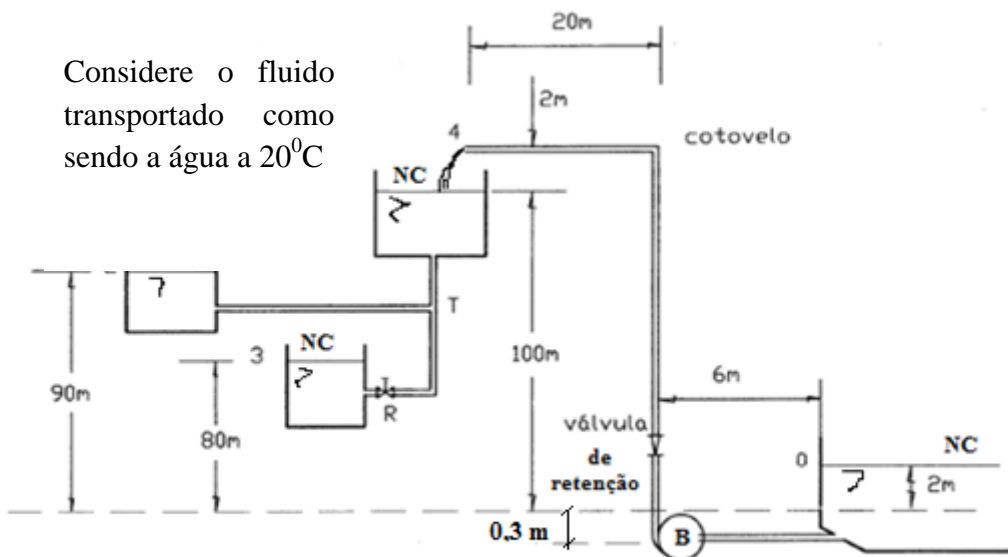 20m
Considere o fluido
transportado como
sendo a água a 20⁰C
2m
4
cotovelo
NC
T
3
NC
100m
6m
90m
R
80m
válvula
de
retenção
0
NC
2m
0,3 m
B